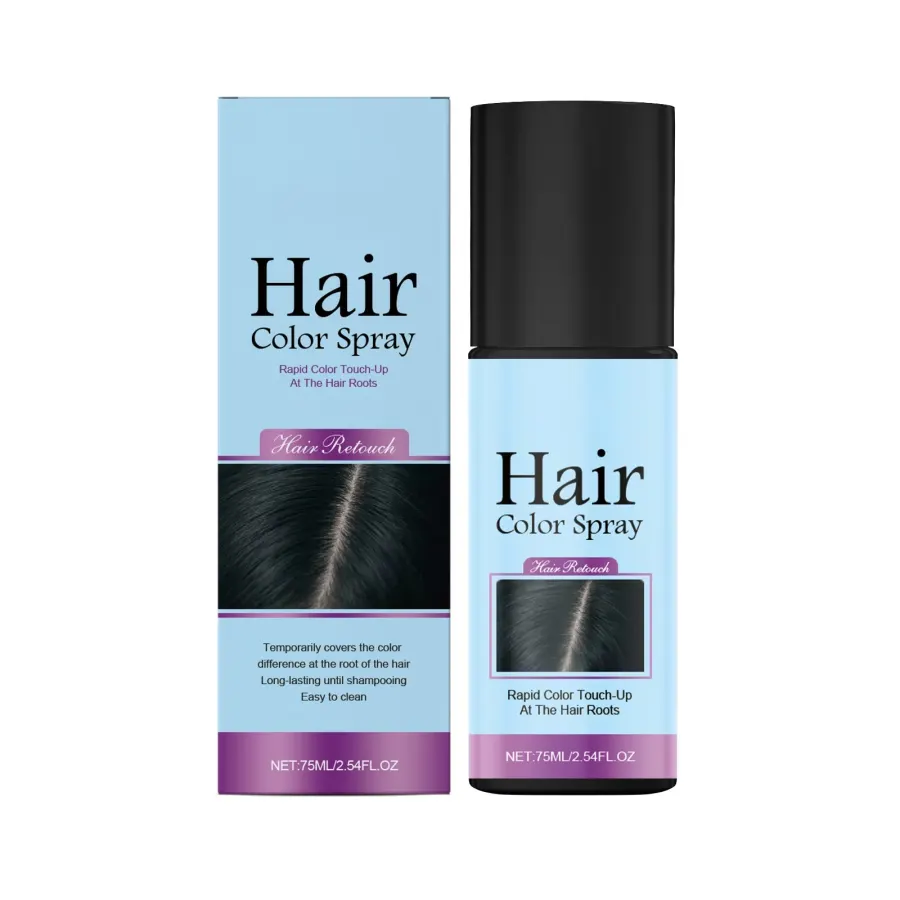 Hair
Color Spray
Rapid Color Touch-Up
At The Hair Roots
Hair Retouch
Temporarily covers the color
difference at the root of the hair
Long-lasting until shampooing
Easy to clean
NET:75ML/2.54FL.OZ
Hair
Color Spray
Hair Retouch
Rapid Color Touch-Up
At The Hair Roots
NET:75ML/2.54FL.OZ